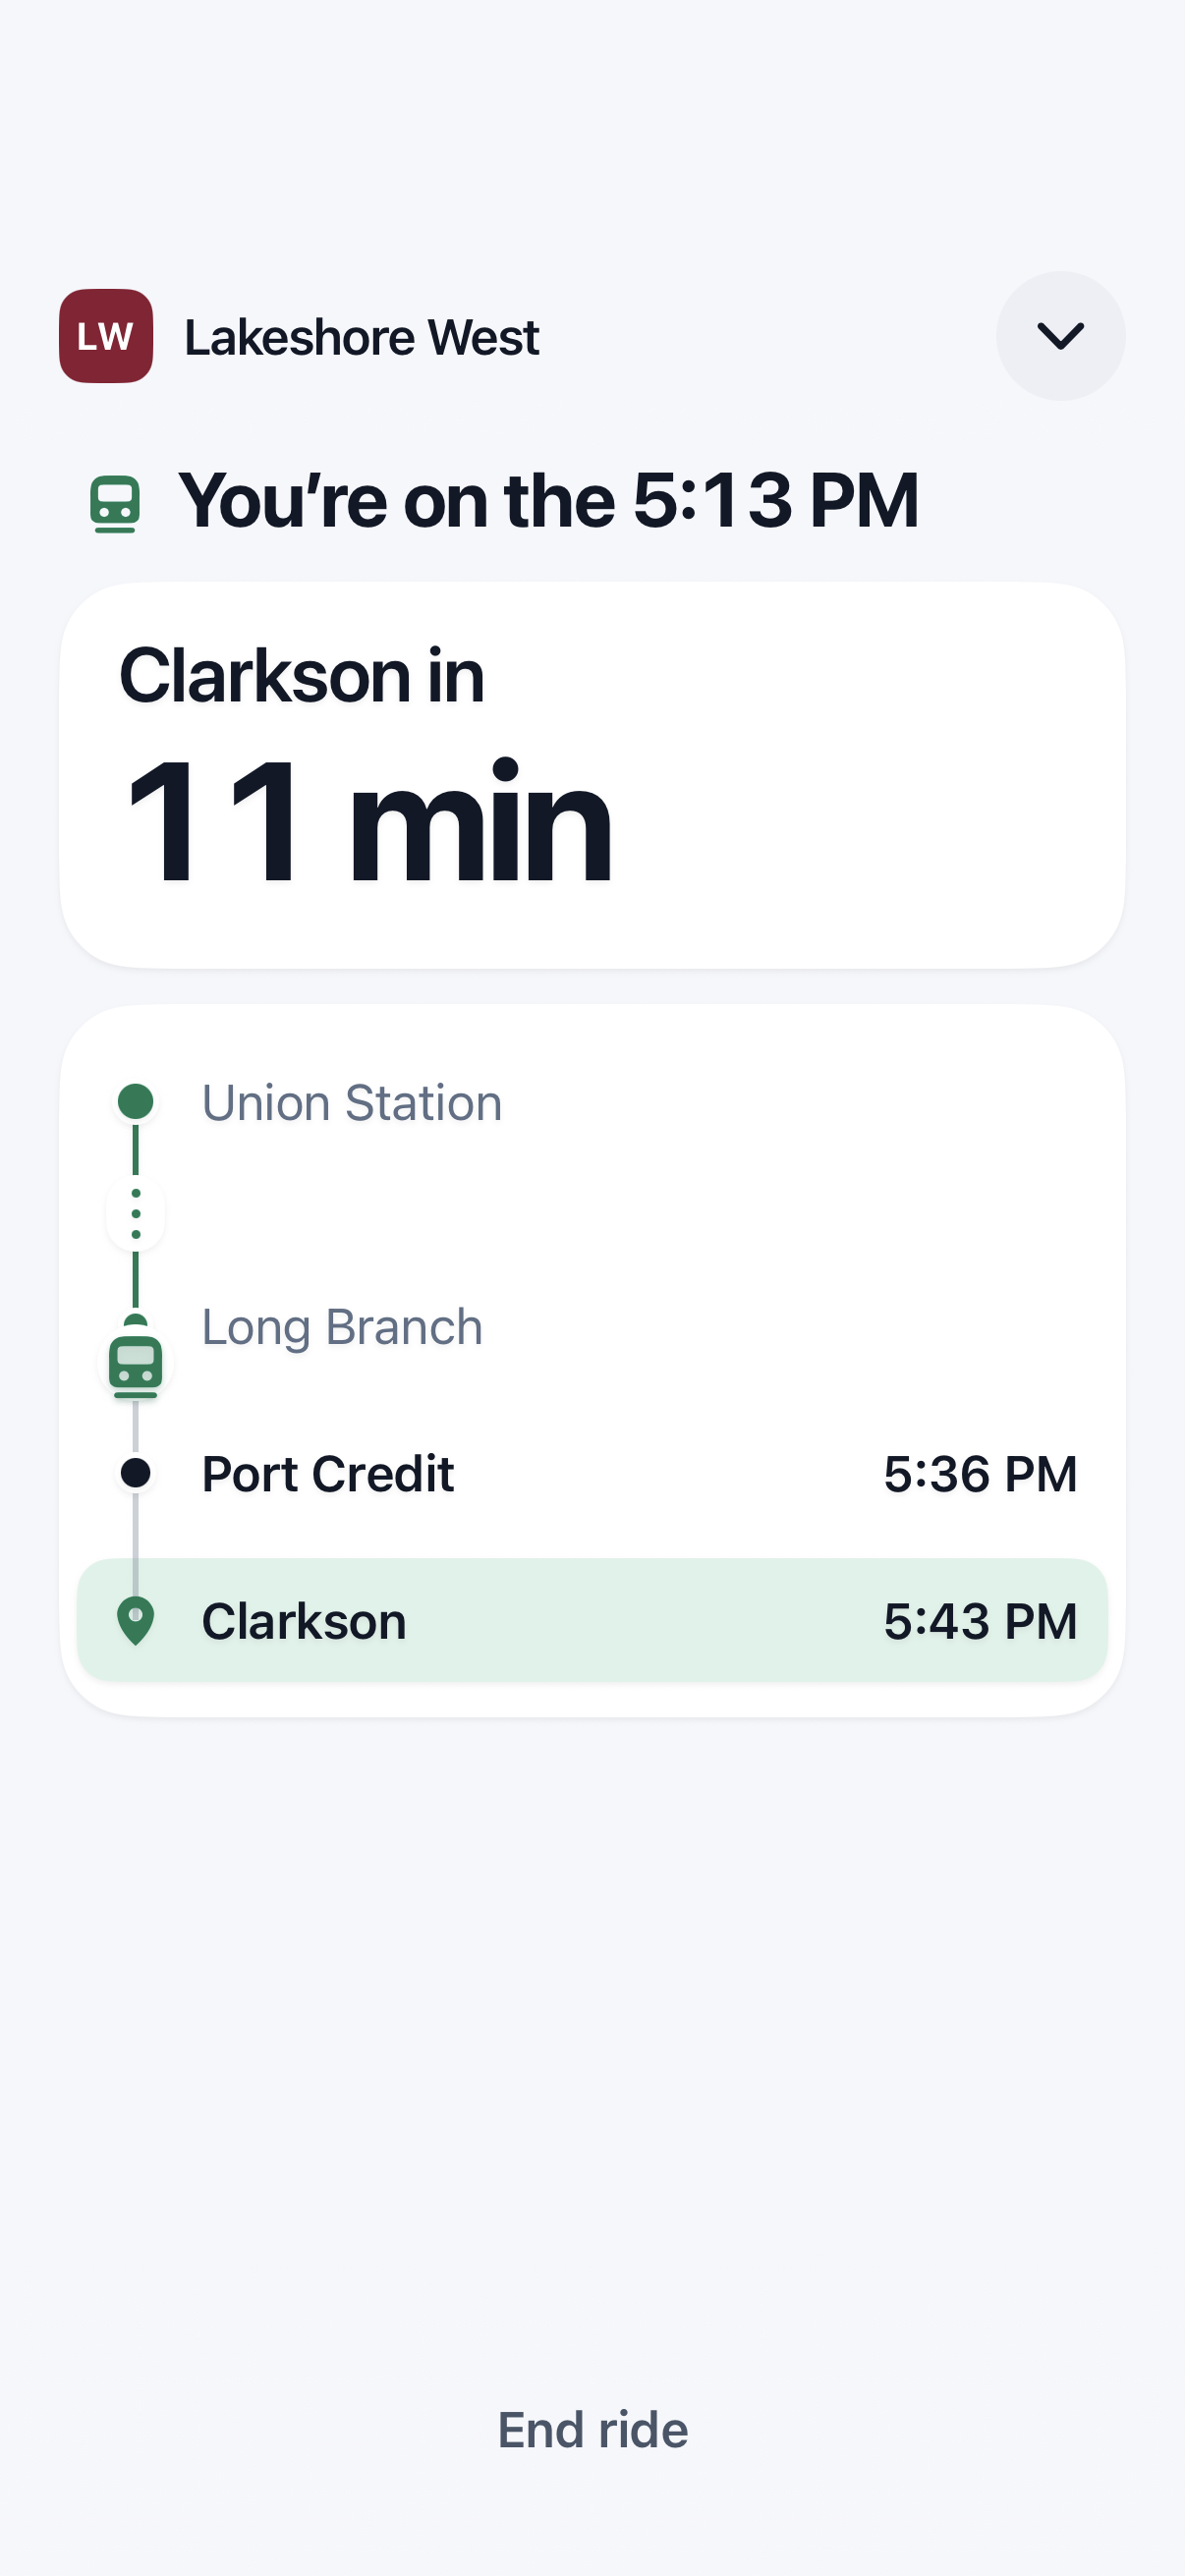 LW Lakeshore West
You’re on the 5:13 PM
Clarkson in
11 min
Union Station
Long Branch
Port Credit 5:36 PM
Clarkson 5:43 PM
End ride